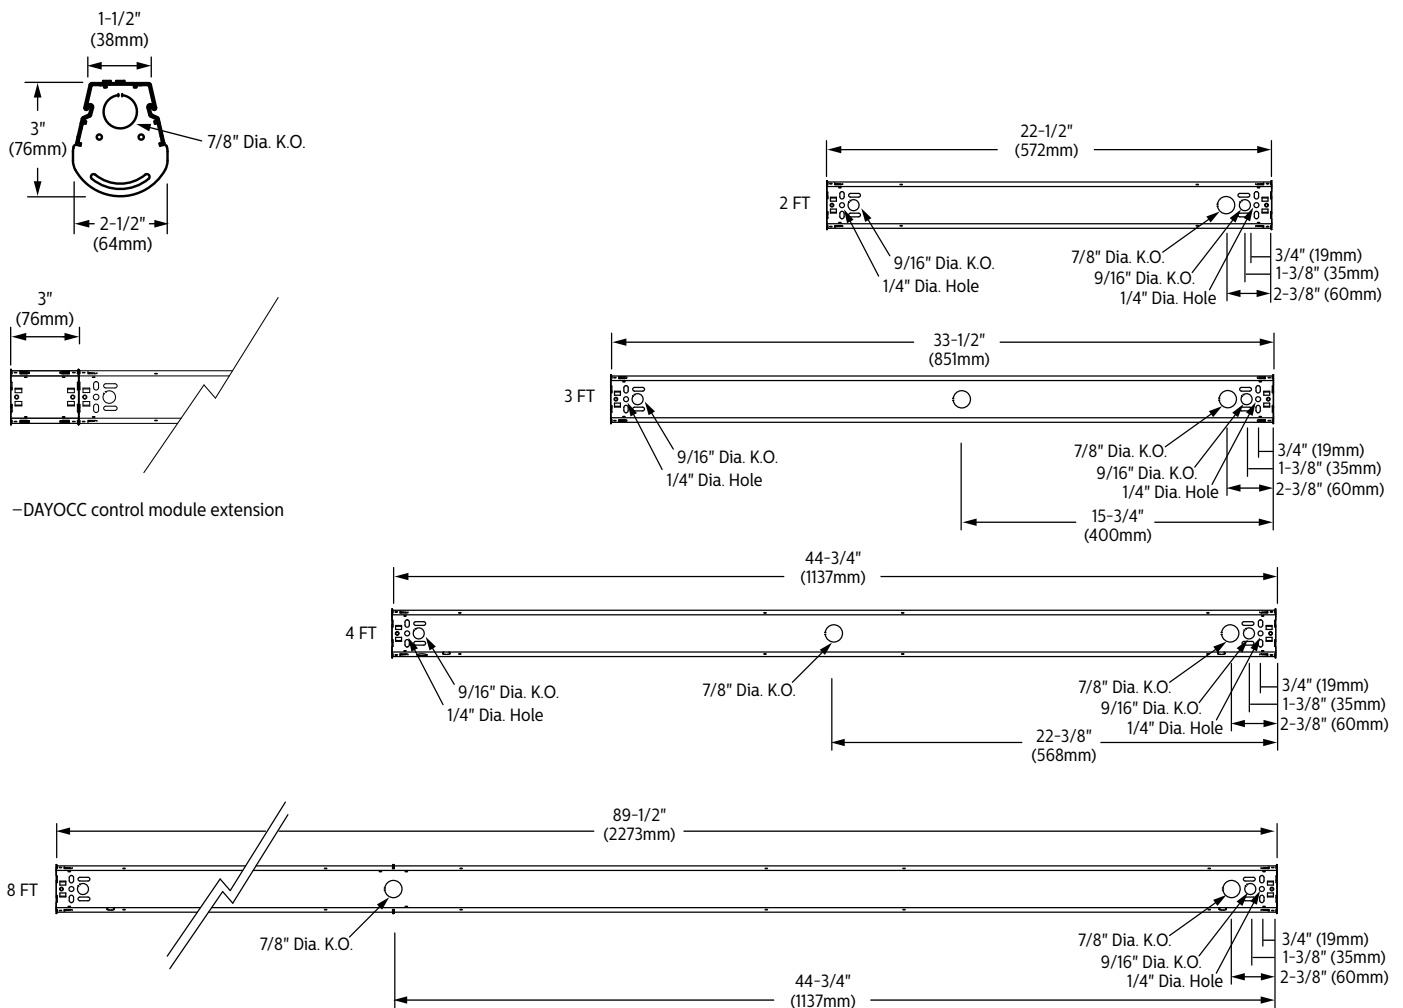 1-1/2"
(38mm)
3"
(76mm)
7/8" Dia. K.O.
2-1/2"
(64mm)
3"
(76mm)
-DAYOCC control module extension
22-1/2"
(572mm)
2 FT
9/16" Dia. K.O.
1/4" Dia. Hole
7/8" Dia. K.O.
9/16" Dia. K.O.
1/4" Dia. Hole
3/4" (19mm)
1-3/8" (35mm)
2-3/8" (60mm)
33-1/2"
(851mm)
3 FT
9/16" Dia. K.O.
1/4" Dia. Hole
7/8" Dia. K.O.
9/16" Dia. K.O.
1/4" Dia. Hole
3/4" (19mm)
1-3/8" (35mm)
2-3/8" (60mm)
15-3/4"
(400mm)
44-3/4"
(1137mm)
4 FT
9/16" Dia. K.O.
1/4" Dia. Hole
7/8" Dia. K.O.
7/8" Dia. K.O.
9/16" Dia. K.O.
1/4" Dia. Hole
3/4" (19mm)
1-3/8" (35mm)
2-3/8" (60mm)
22-3/8"
(568mm)
89-1/2"
(2273mm)
8 FT
7/8" Dia. K.O.
7/8" Dia. K.O.
9/16" Dia. K.O.
1/4" Dia. Hole
3/4" (19mm)
1-3/8" (35mm)
2-3/8" (60mm)
44-3/4"
(1137mm)